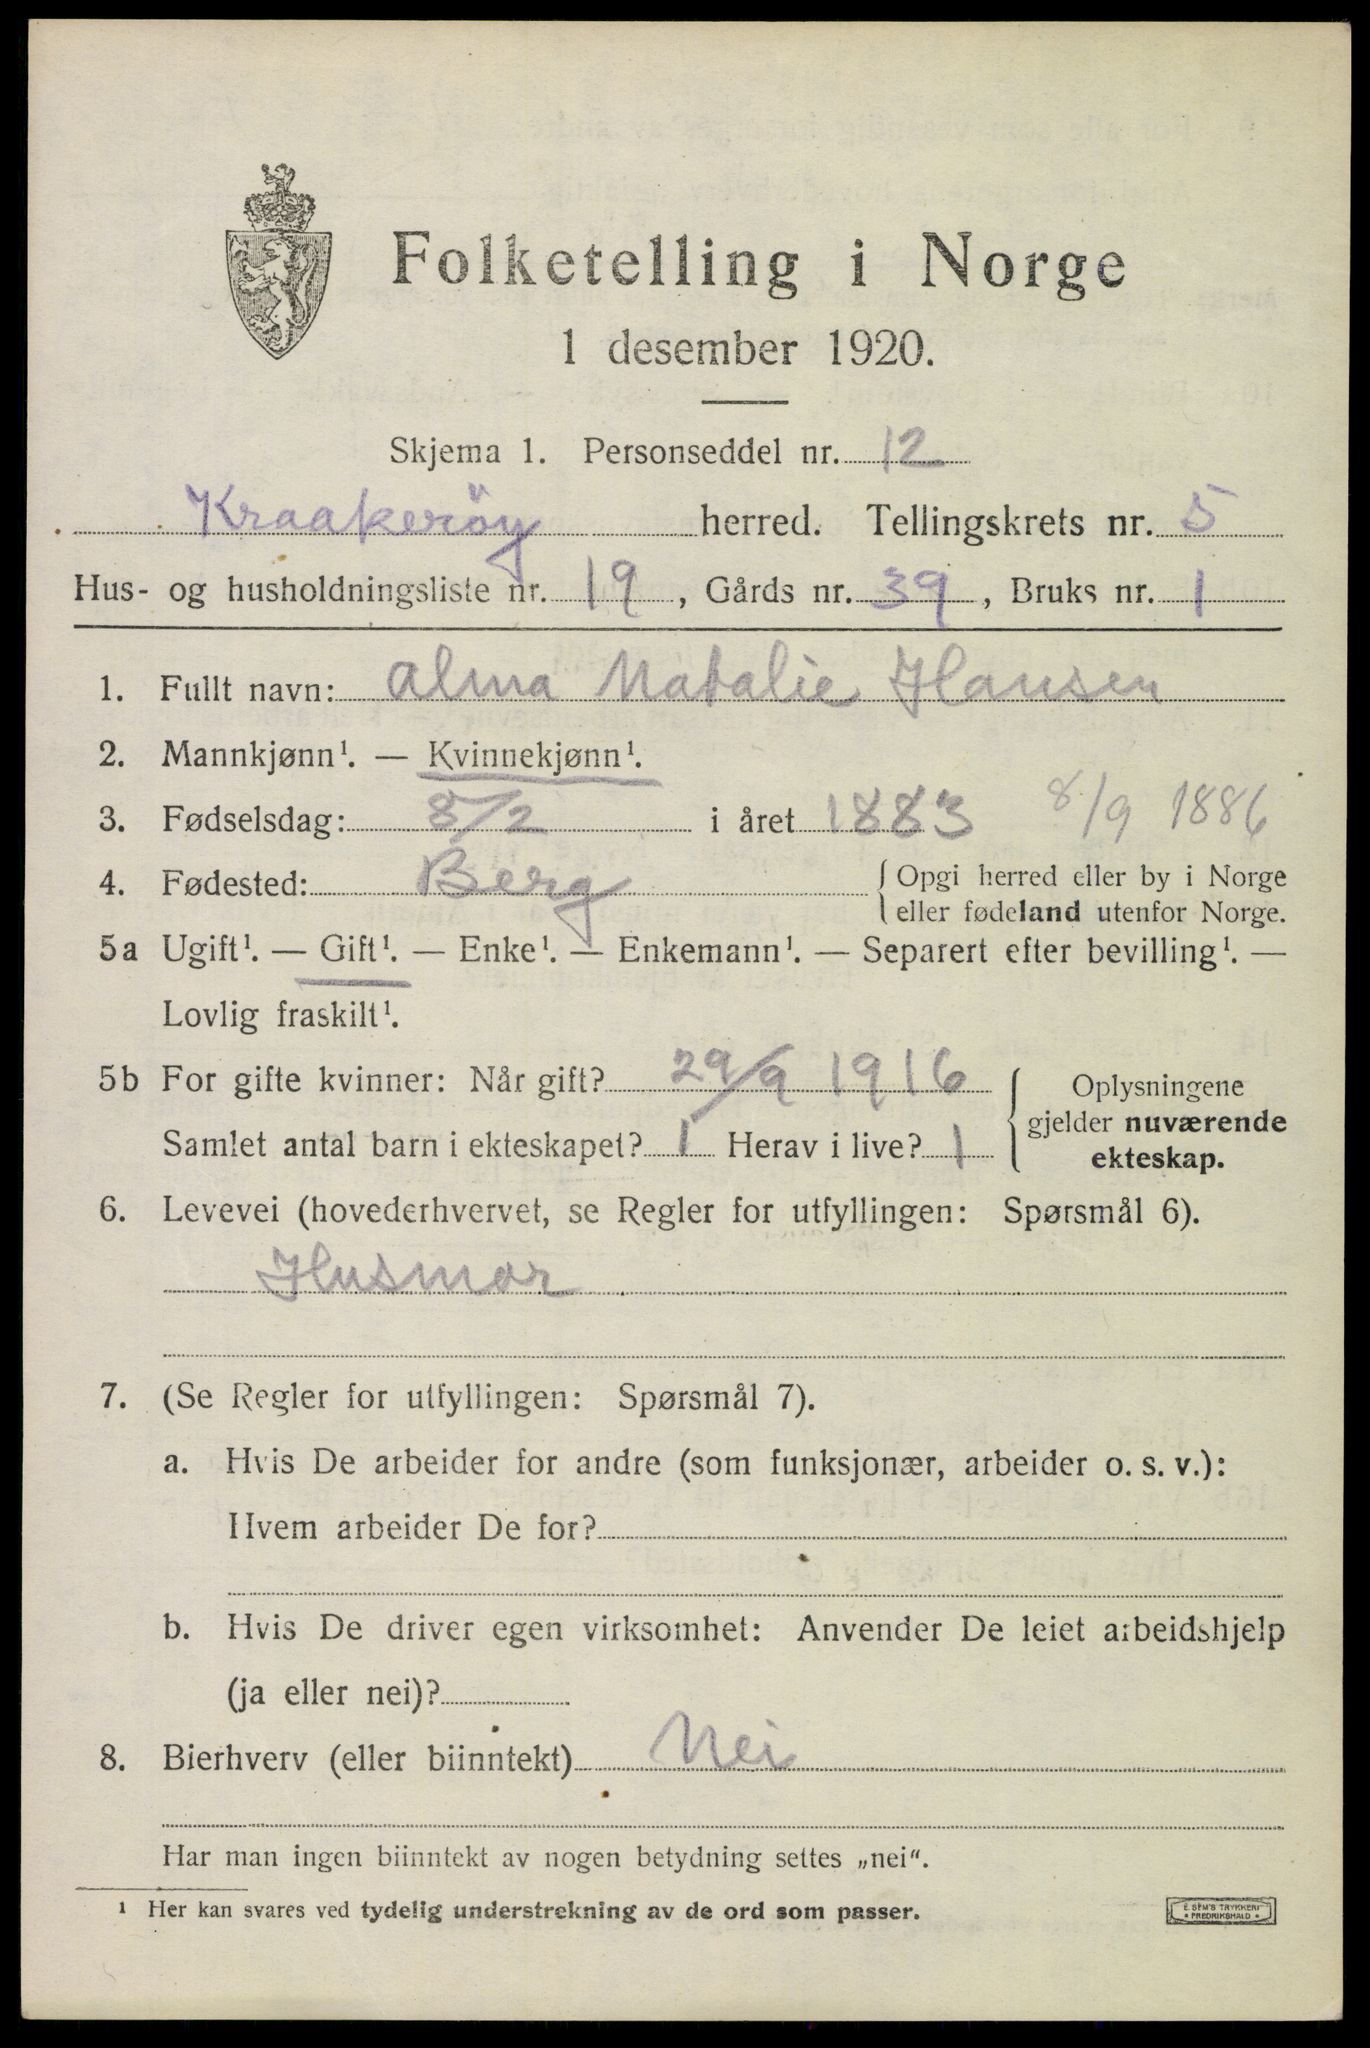 Folketelling i Norge
1 desember 1920.
Skjema 1. Personseddel nr. 12
Kraakerøy herred. Tellingskrets nr. 5
Hus- og husholdningsliste nr. 19, Gårds nr. 39, Bruks nr. 1
1. Fullt navn: Alma Natalie Hansen
2. Mannkjønn¹. — Kvinnekjønn¹.
3. Fødselsdag: 8/2 i året 1883 8/9 1886
4. Fødested: Berg { Opgi herred eller by i Norge
eller fødeland utenfor Norge.
5a Ugift¹. — Gift¹. — Enke¹. — Enkemann¹. — Separert efter bevilling¹. —
Lovlig fraskilt¹.
5b For gifte kvinner: Når gift? 29/9 1916
Samlet antal barn i ekteskapet? 1 Herav i live? 1
Oplysningene
gjelder nuværende
ekteskap.
6. Levevei (hovederhvervet, se Regler for utfyllingen: Spørsmål 6).
Husmor
7. (Se Regler for utfyllingen: Spørsmål 7).
a. Hvis De arbeider for andre (som funksjonær, arbeider o. s. v.):
Hvem arbeider De for?
b. Hvis De driver egen virksomhet: Anvender De leiet arbeidshjelp
(ja eller nei)?
8. Bierhverv (eller biinntekt) Nei
Har man ingen biinntekt av nogen betydning settes „nei".
¹ Her kan svares ved tydelig understrekning av de ord som passer.
E. SEM'S TRYKKERI
FREDRIKSHALD